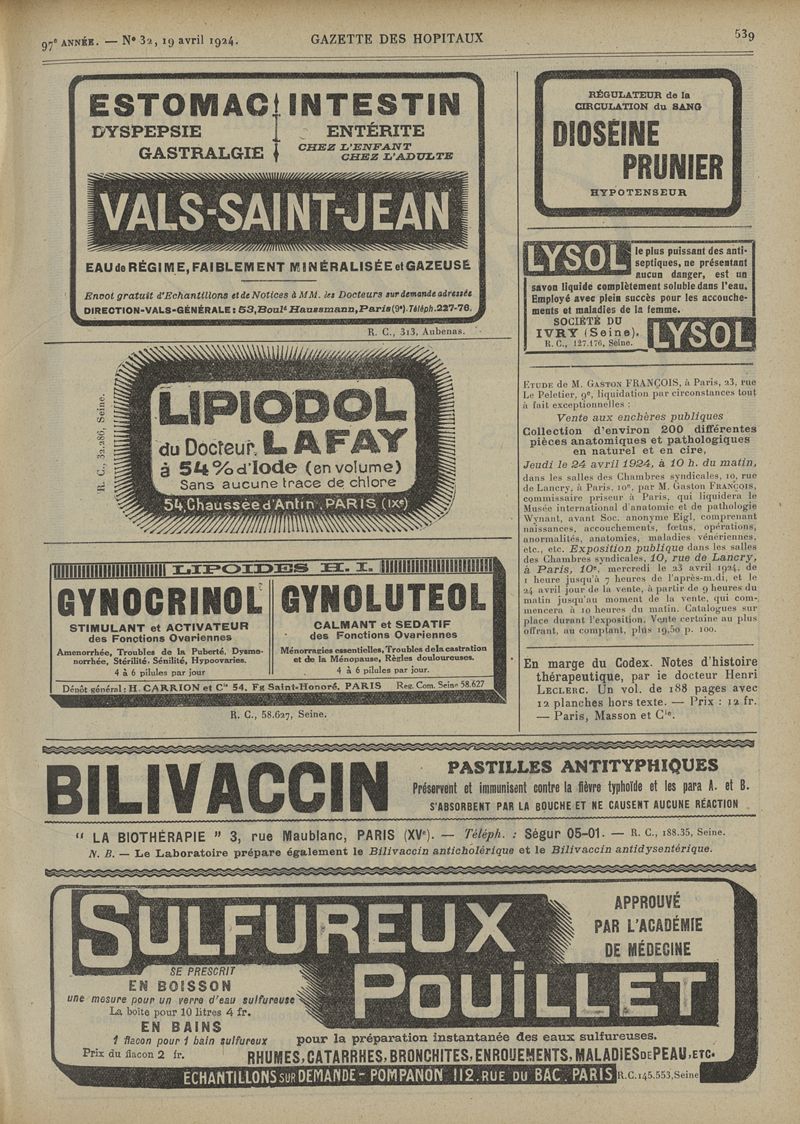 97e ANNÉE. — N° 32, 19 avril 1924.
GAZETTE DES HOPITAUX
539
ESTOMAC INTESTIN
DYSPEPSIE
GASTRALGIE
ENTÉRITE
CHEZ L'ENFANT
CHEZ L'ADULTE
VALS-SAINT-JEAN
EAU de RÉGIME, FAIBLEMENT MINÉRALISÉE et GAZEUSE
Envoi gratuit d'Echantillons et de Notices à MM. les Docteurs sur demande adressée
DIRECTION-VALS-GÉNÉRALE: 53, Boulᵈ Haussmann, Paris (9e). Téléph. 227-76.
R. C., 313, Aubenas.
R. C., 32.286, Seine.
LIPIODOL
du Docteur. LAFAY
à 54% d'Iode (en volume)
Sans aucune trace de chlore
54, Chaussée d'Antin, PARIS (IXe)
LIPOIDES H. I.
GYNOCRINOL
STIMULANT et ACTIVATEUR
des Fonctions Ovariennes
Amenorrhée, Troubles de la Puberté, Dysmé-
norrhée, Stérilité, Sénilité, Hypoovaries.
4 à 6 pilules par jour
GYNOLUTEOL
CALMANT et SEDATIF
des Fonctions Ovariennes
Ménorragies essentielles, Troubles de la castration
et de la Ménopause, Règles douloureuses.
4 à 6 pilules par jour.
Dépôt général: H. CARRION et Cie 54, Fg Saint-Honoré, PARIS Reg. Com. Seine 58.627
R. C., 58.627, Seine.
RÉGULATEUR de la
CIRCULATION du SANG
DIOSÉINE
PRUNIER
HYPOTENSEUR
LYSOL le plus puissant des anti-
septiques, ne présentant
aucun danger, est un
savon liquide complètement soluble dans l'eau.
Employé avec plein succès pour les accouche-
ments et maladies de la femme.
SOCIÉTÉ DU
IVRY (Seine). LYSOL
R. C., 127.176, Seine.
ETUDE de M. GASTON FRANÇOIS, à Paris, 23, rue
Le Peletier, 9e, liquidation par circonstances tout
à fait exceptionnelles :
Vente aux enchères publiques
Collection d'environ 200 différentes
pièces anatomiques et pathologiques
en naturel et en cire,
Jeudi le 24 avril 1924, à 10 h. du matin,
dans les salles des Chambres syndicales, 10, rue
de Lancry, à Paris, 10e, par M. Gaston FRANÇOIS,
commissaire priseur à Paris, qui liquidera le
Musée international d'anatomie et de pathologie
Wynant, avant Soc. anonyme Eigl, comprenant
naissances, accouchements, fœtus, opérations,
anormalités, anatomies, maladies vénériennes,
etc., etc. Exposition publique dans les salles
des Chambres syndicales, 10, rue de Lancry,
à Paris, 10e, mercredi le 23 avril 1924, de
1 heure jusqu'à 7 heures de l'après-m.di, et le
24 avril jour de la vente, à partir de 9 heures du
matin jusqu'au moment de la vente, qui com-
mencera à 10 heures du matin. Catalogues sur
place durant l'exposition. Vente certaine au plus
offrant, au comptant, plus 19,50 p. 100.
En marge du Codex. Notes d'histoire
thérapeutique, par le docteur Henri
LECLERC. Un vol. de 188 pages avec
12 planches hors texte. — Prix : 12 fr.
— Paris, Masson et Cie.
BILIVACCIN
PASTILLES ANTITYPHIQUES
Préservent et immunisent contre la fièvre typhoïde et les para A. et B.
S'ABSORBENT PAR LA BOUCHE ET NE CAUSENT AUCUNE RÉACTION
" LA BIOTHÉRAPIE " 3, rue Maublanc, PARIS (XVe). — Téléph. : Ségur 05-01. — R. C., 188.35, Seine.
N. B. — Le Laboratoire prépare également le Bilivaccin anticholérique et le Bilivaccin antidysentérique.
SULFUREUX
POUILLET
APPROUVÉ
PAR L'ACADÉMIE
DE MÉDECINE
SE PRESCRIT
EN BOISSON
une mesure pour un verre d'eau sulfureuse
La boîte pour 10 litres 4 fr.
EN BAINS
1 flacon pour 1 bain sulfureux
Prix du flacon 2 fr.
pour la préparation instantanée des eaux sulfureuses.
RHUMES, CATARRHES, BRONCHITES, ENROUEMENTS, MALADIES DE PEAU, ETC.
ÉCHANTILLONS SUR DEMANDE - POMPANON 112. RUE DU BAC. PARIS R.C. 145.553, Seine